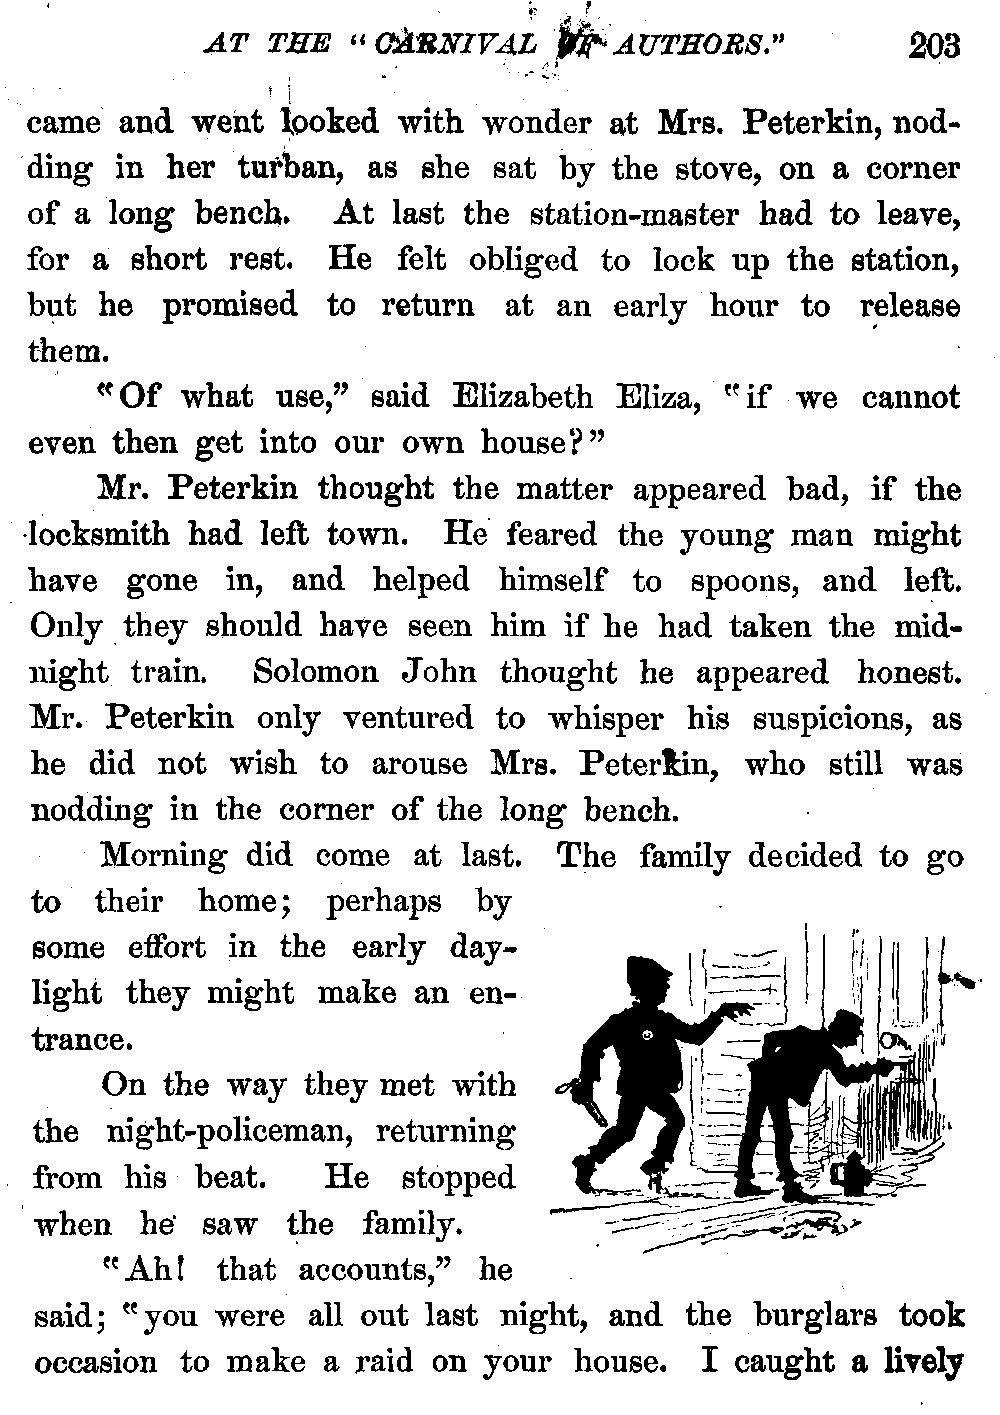 AT THE "CARNIVAL OF AUTHORS." 203
came and went looked with wonder at Mrs. Peterkin, nod-
ding in her turban, as she sat by the stove, on a corner
of a long bench. At last the station-master had to leave,
for a short rest. He felt obliged to lock up the station,
but he promised to return at an early hour to release
them.
"Of what use," said Elizabeth Eliza, "if we cannot
even then get into our own house?"
Mr. Peterkin thought the matter appeared bad, if the
locksmith had left town. He feared the young man might
have gone in, and helped himself to spoons, and left.
Only they should have seen him if he had taken the mid-
night train. Solomon John thought he appeared honest.
Mr. Peterkin only ventured to whisper his suspicions, as
he did not wish to arouse Mrs. Peterkin, who still was
nodding in the corner of the long bench.
Morning did come at last. The family decided to go
to their home; perhaps by
some effort in the early day-
light they might make an en-
trance.
On the way they met with
the night-policeman, returning
from his beat. He stopped
when he saw the family.
"Ah! that accounts," he
said; "you were all out last night, and the burglars took
occasion to make a raid on your house. I caught a lively